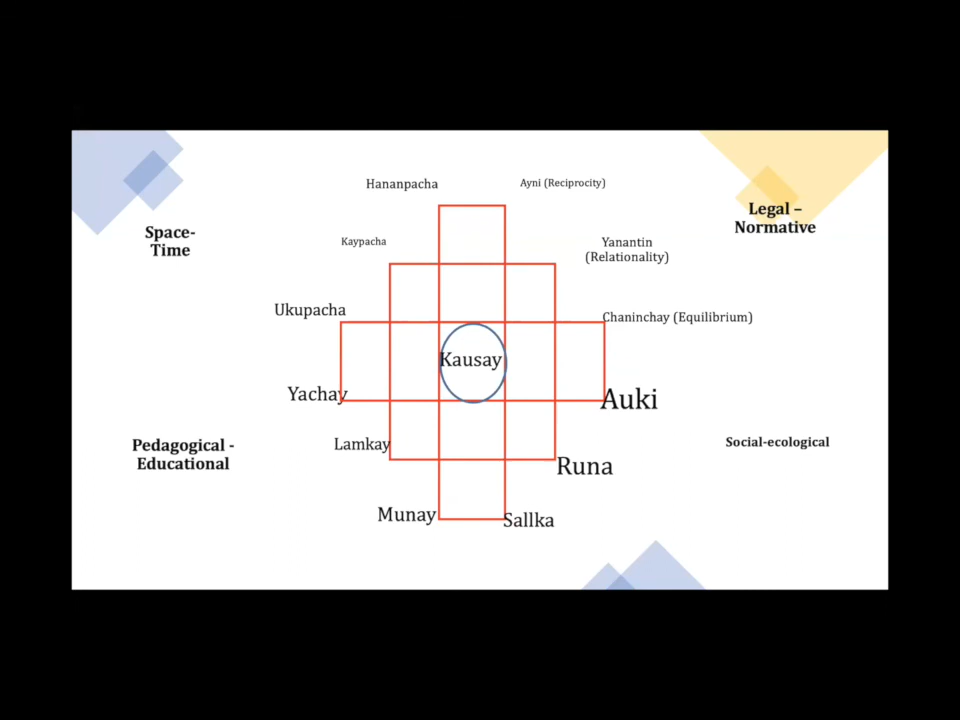 Hananpacha
Ayni (Reciprocity)
Legal –
Normative
Space-
Time
Kaypacha
Yanantin
(Relationality)
Ukupacha
Chaninchay (Equilibrium)
Kausay
Yachay
Auki
Pedagogical -
Educational
Lamkay
Social-ecological
Runa
Munay
Sallka